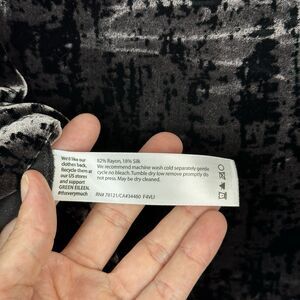 We'd like our
clothes back.
Recycle them at
our US stores
and support
GREEN EILEEN.
#thxverymuch
82% Rayon, 18% Silk.
We recommend machine wash cold separately gentle
cycle no bleach. Tumble dry low remove promptly do
not press. May be dry cleaned.
RN# 79121/CA#34480 F4VLJ